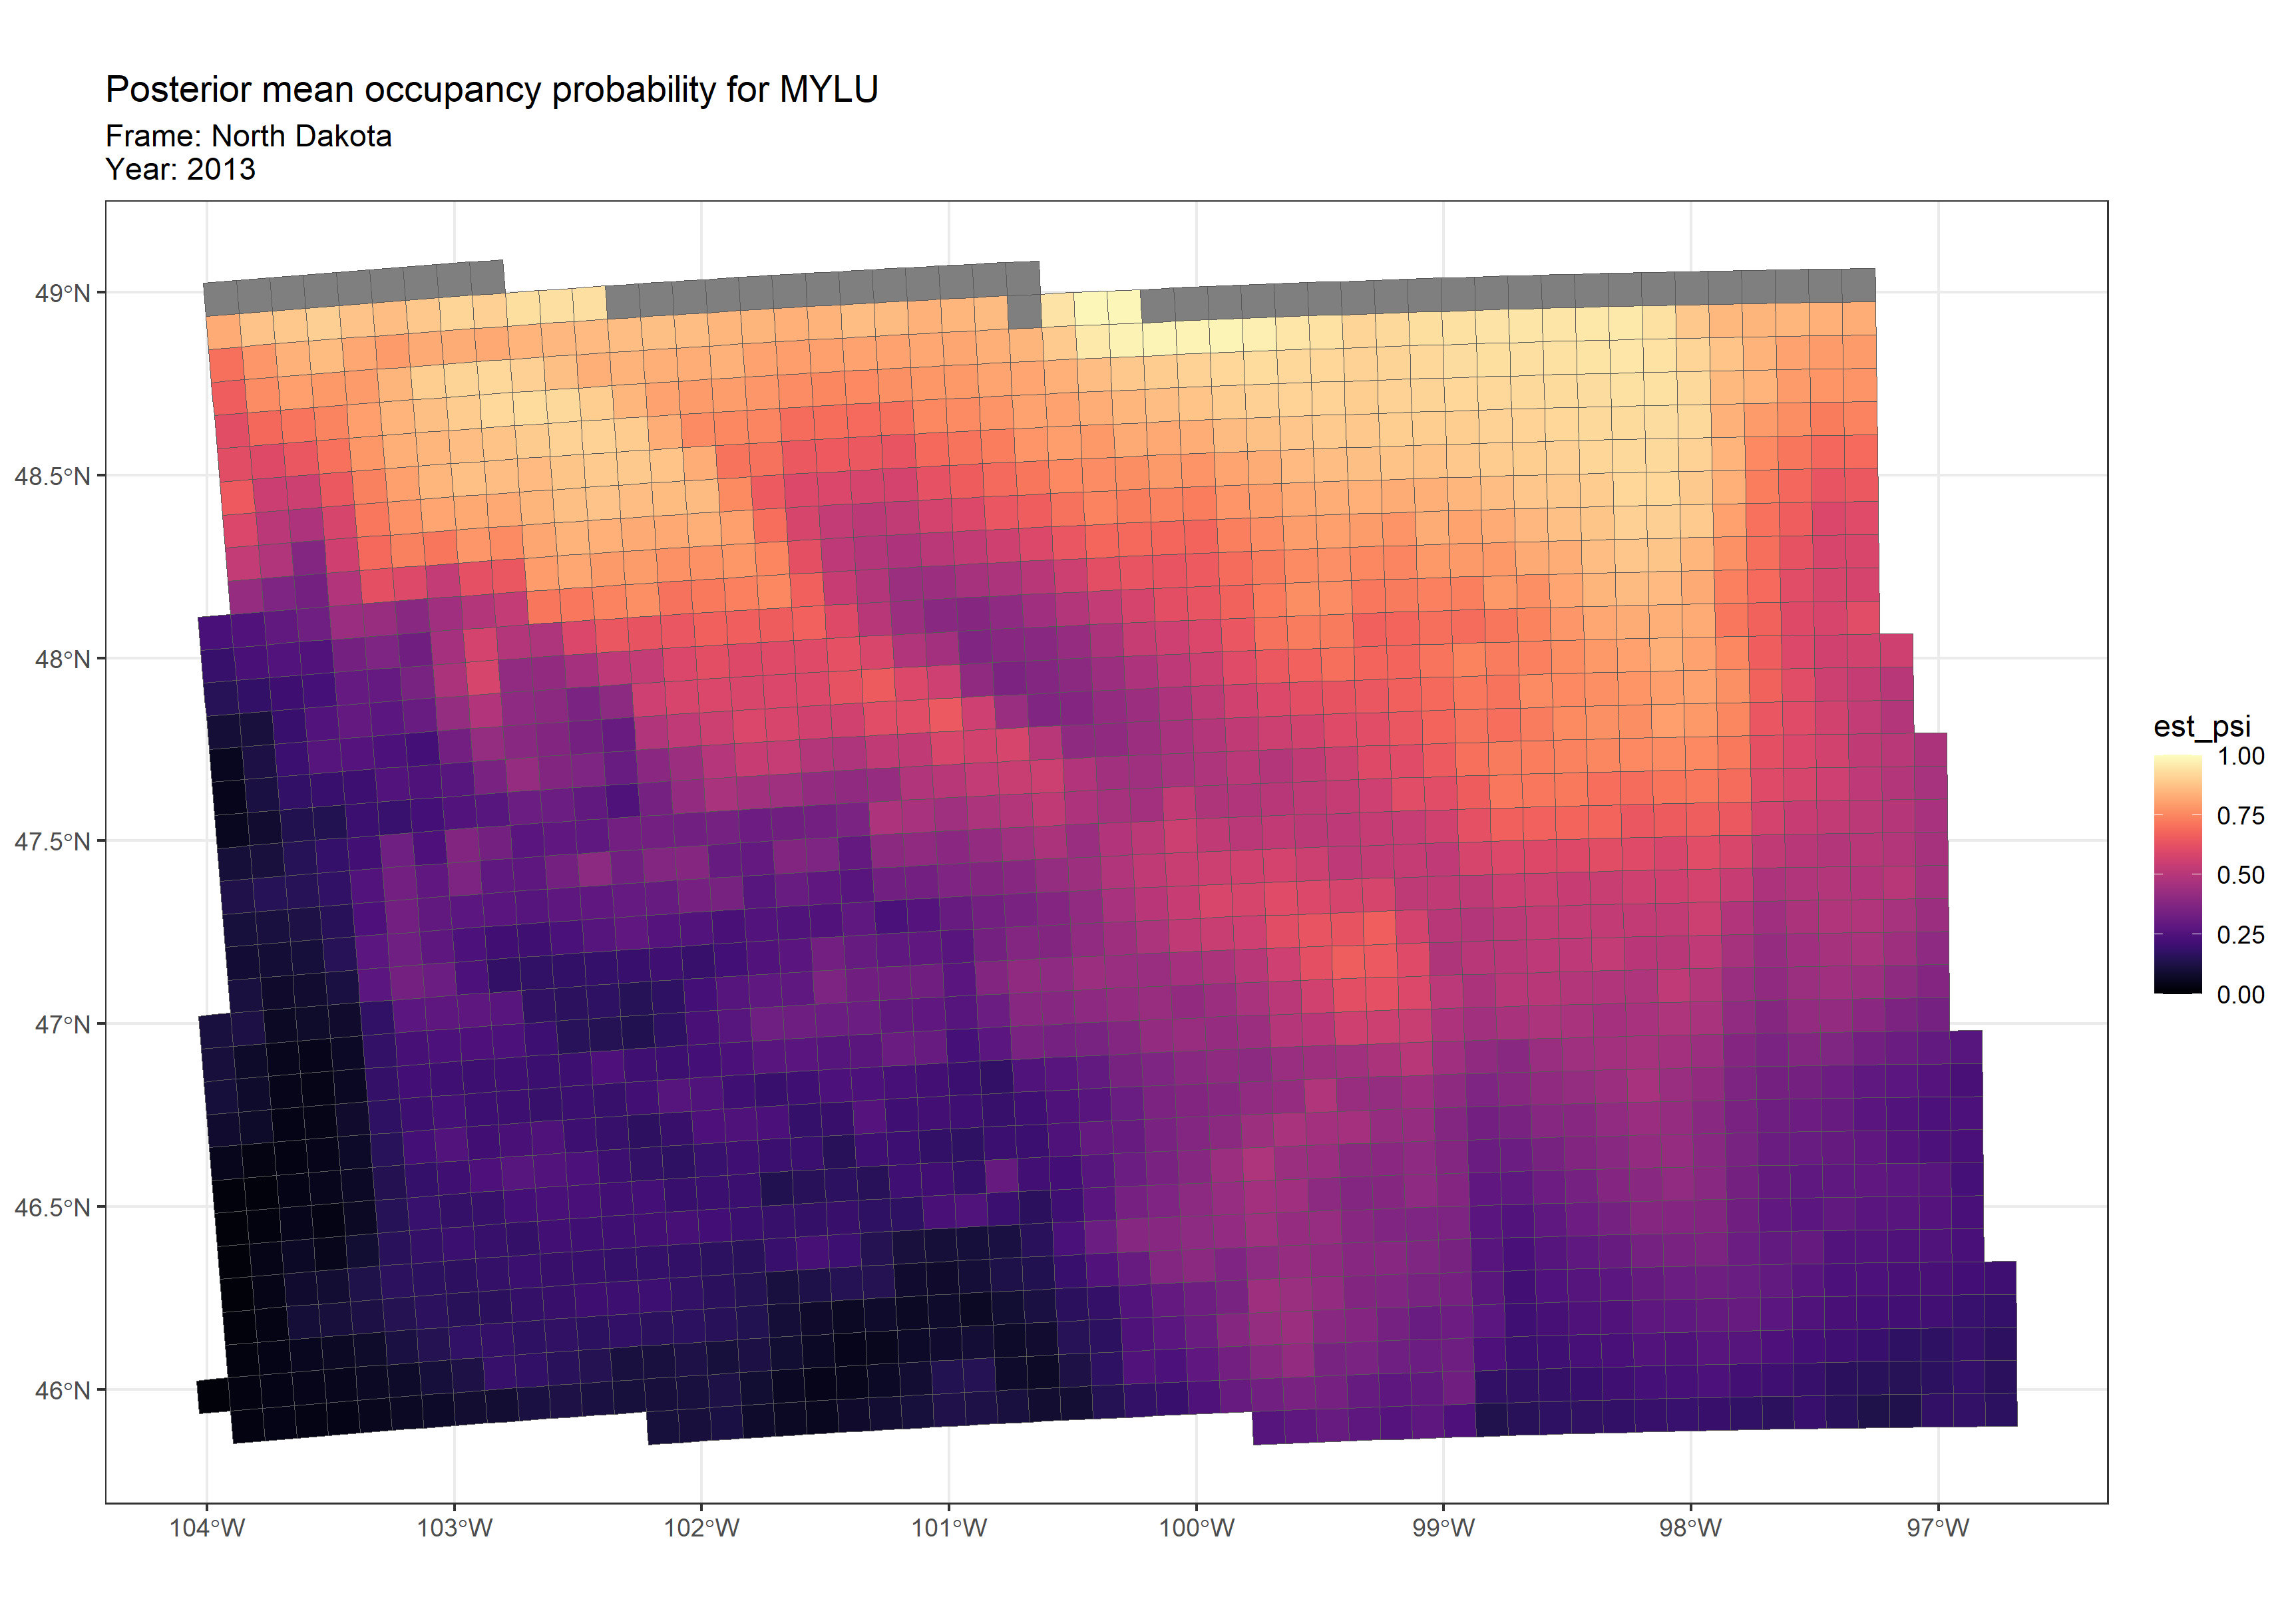 Posterior mean occupancy probability for MYLU
Frame: North Dakota
Year: 2013
49°N
48.5°N
48°N
47.5°N
47°N
46.5°N
46°N
104°W
103°W
102°W
101°W
100°W
99°W
98°W
97°W
est_psi
1.00
0.75
0.50
0.25
0.00